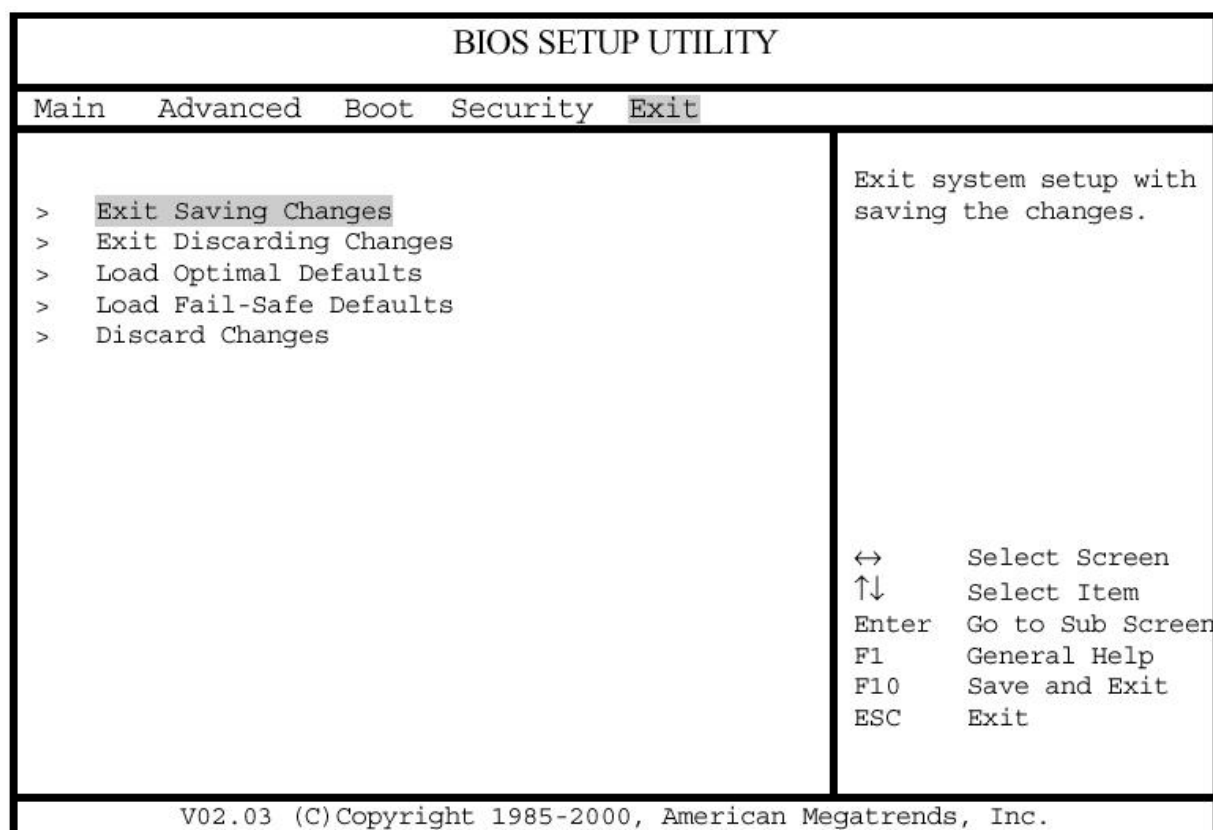 BIOS SETUP UTILITY
Main Advanced Boot Security Exit
> Exit Saving Changes
> Exit Discarding Changes
> Load Optimal Defaults
> Load Fail-Safe Defaults
> Discard Changes
Exit system setup with
saving the changes.
↔ Select Screen
↑↓ Select Item
Enter Go to Sub Screen
F1 General Help
F10 Save and Exit
ESC Exit
V02.03 (C)Copyright 1985-2000, American Megatrends, Inc.